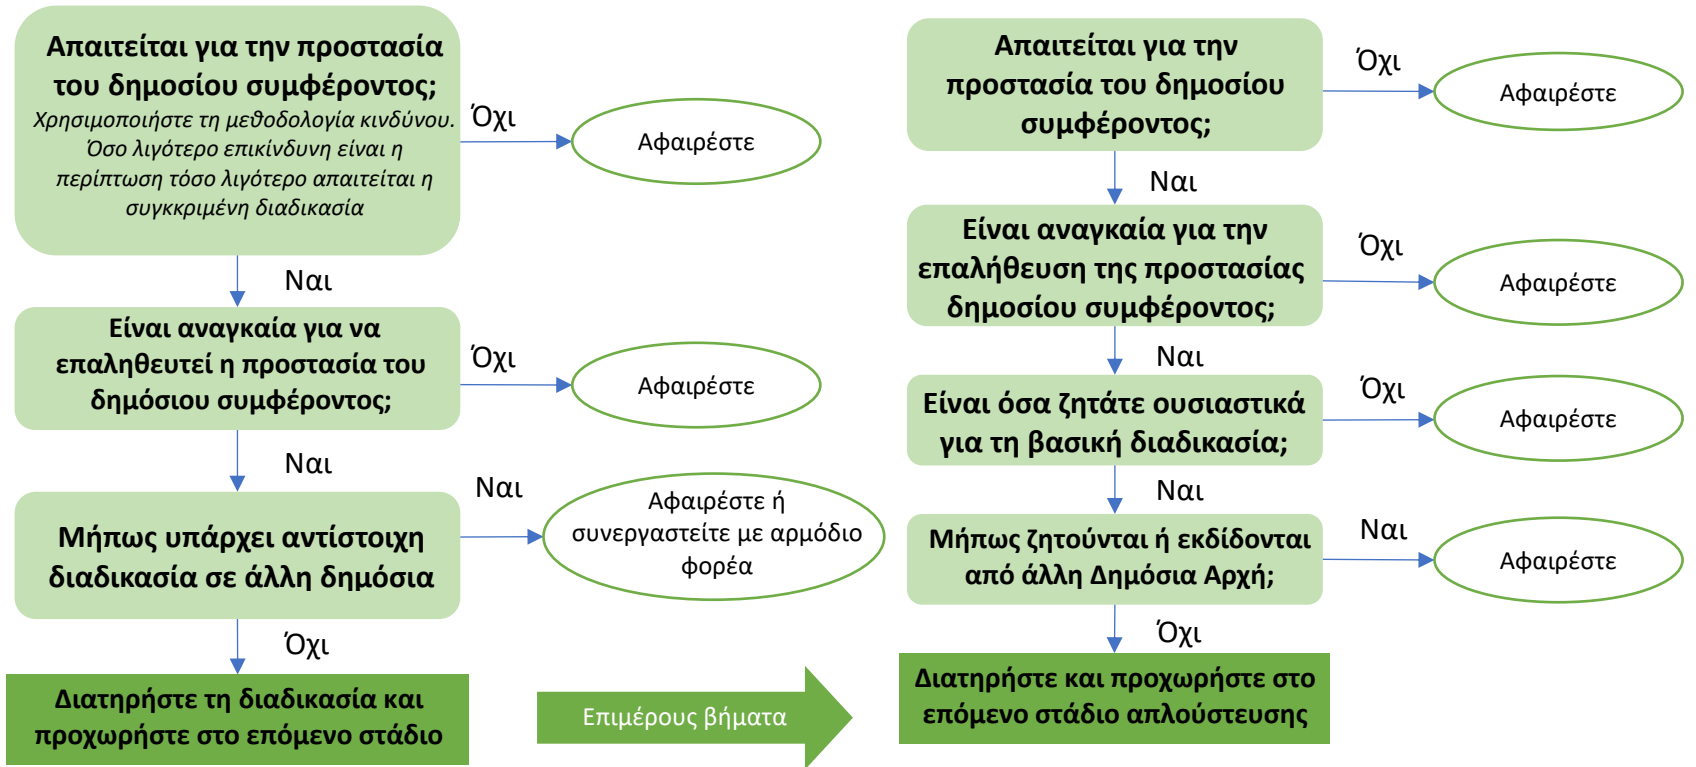 Απαιτείται για την προστασία
του δημοσίου συμφέροντος;
Χρησιμοποιήστε τη μεθοδολογία κινδύνου.
Όσο λιγότερο επικίνδυνη είναι η
περίπτωση τόσο λιγότερο απαιτείται η
συγκκριμένη διαδικασία
Όχι
Αφαιρέστε
Ναι
Είναι αναγκαία για να
επαληθευτεί η προστασία του
δημόσιου συμφέροντος;
Όχι
Αφαιρέστε
Ναι
Μήπως υπάρχει αντίστοιχη
διαδικασία σε άλλη δημόσια
Ναι
Αφαιρέστε ή
συνεργαστείτε με αρμόδιο
φορέα
Όχι
Διατηρήστε τη διαδικασία και
προχωρήστε στο επόμενο στάδιο
Επιμέρους βήματα
Απαιτείται για την
προστασία του δημοσίου
συμφέροντος;
Όχι
Αφαιρέστε
Ναι
Είναι αναγκαία για την
επαλήθευση της προστασίας
δημοσίου συμφέροντος;
Όχι
Αφαιρέστε
Ναι
Είναι όσα ζητάτε ουσιαστικά
για τη βασική διαδικασία;
Όχι
Αφαιρέστε
Ναι
Μήπως ζητούνται ή εκδίδονται
από άλλη Δημόσια Αρχή;
Ναι
Αφαιρέστε
Όχι
Διατηρήστε και προχωρήστε στο
επόμενο στάδιο απλούστευσης